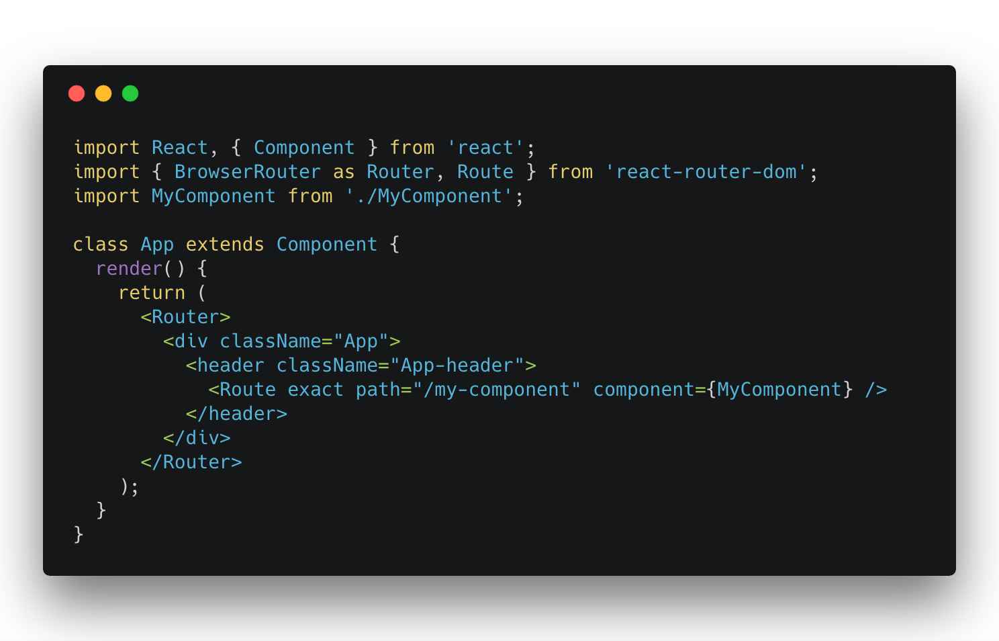 import React, { Component } from 'react';
import { BrowserRouter as Router, Route } from 'react-router-dom';
import MyComponent from './MyComponent';

class App extends Component {
  render() {
    return (
      <Router>
        <div className="App">
          <header className="App-header">
            <Route exact path="/my-component" component={MyComponent} />
          </header>
        </div>
      </Router>
    );
  }
}